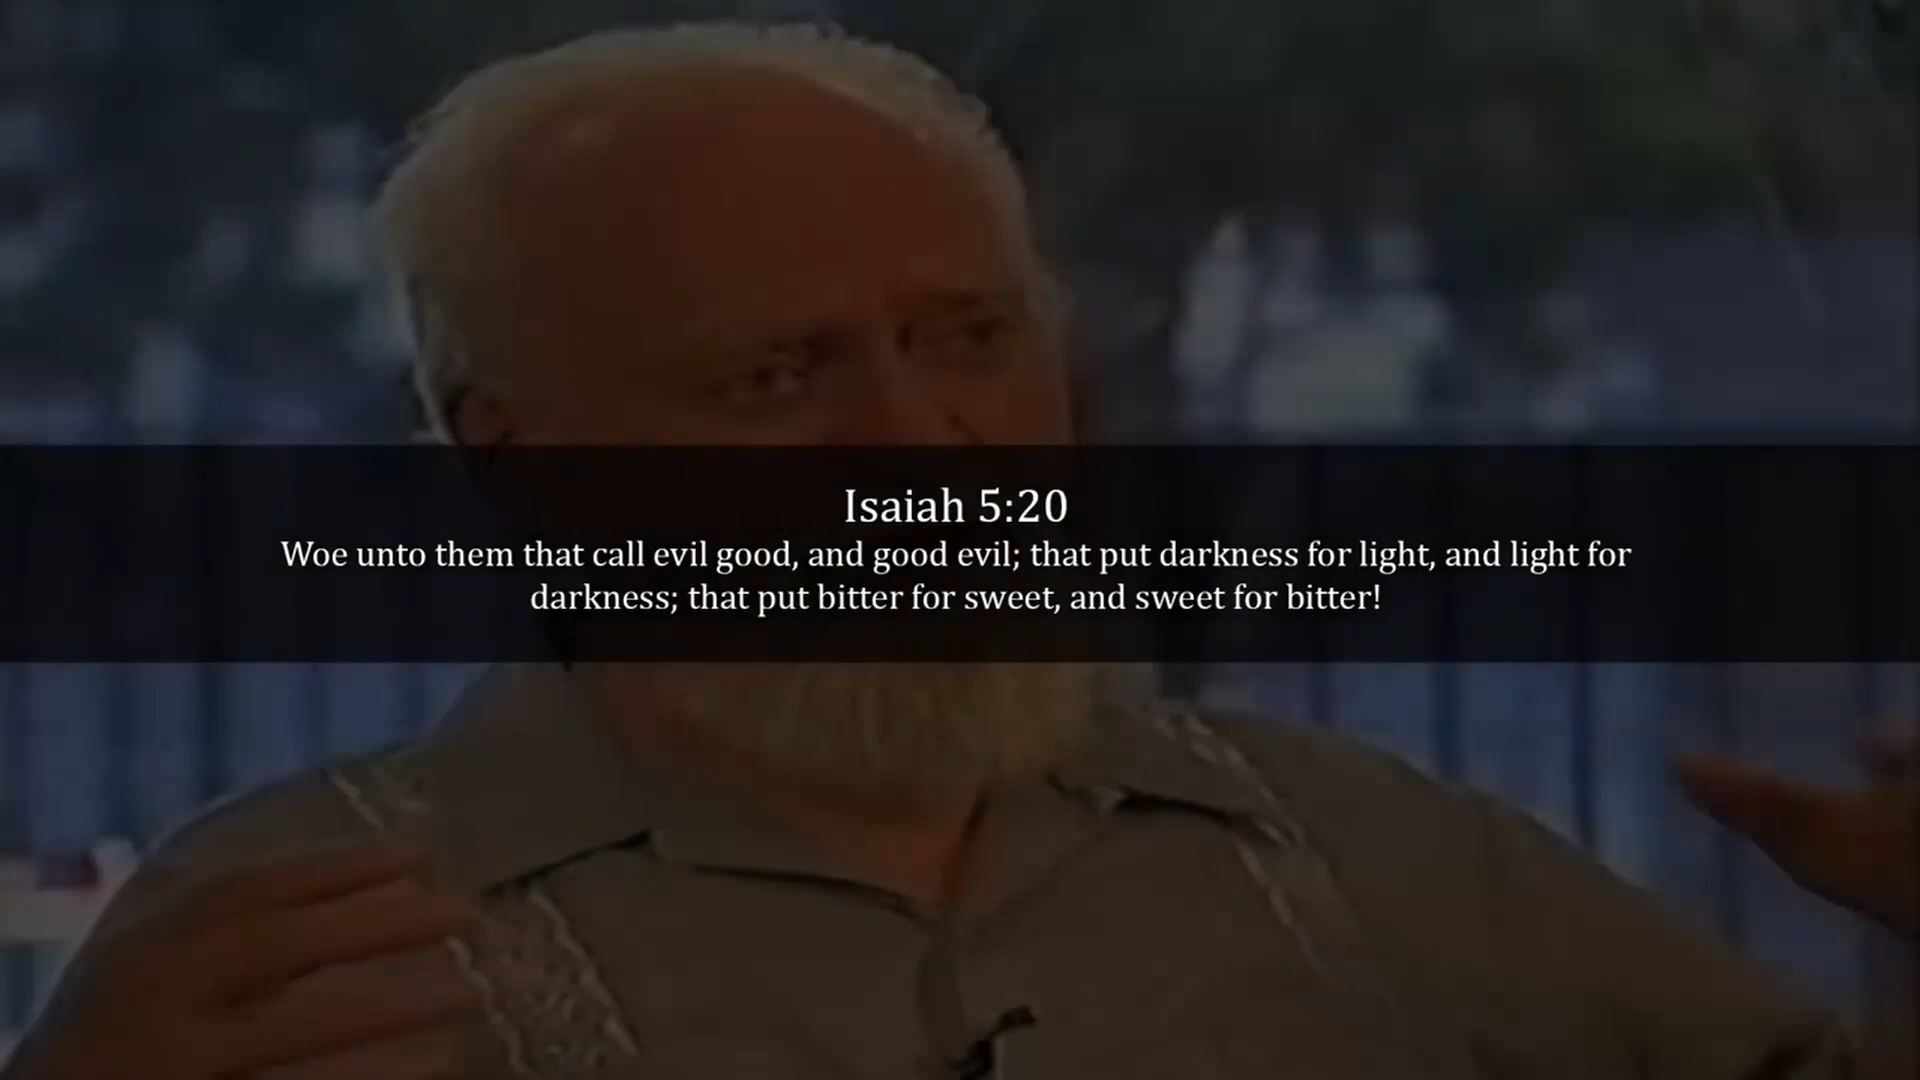 Isaiah 5:20
Woe unto them that call evil good, and good evil; that put darkness for light, and light for
darkness; that put bitter for sweet, and sweet for bitter!